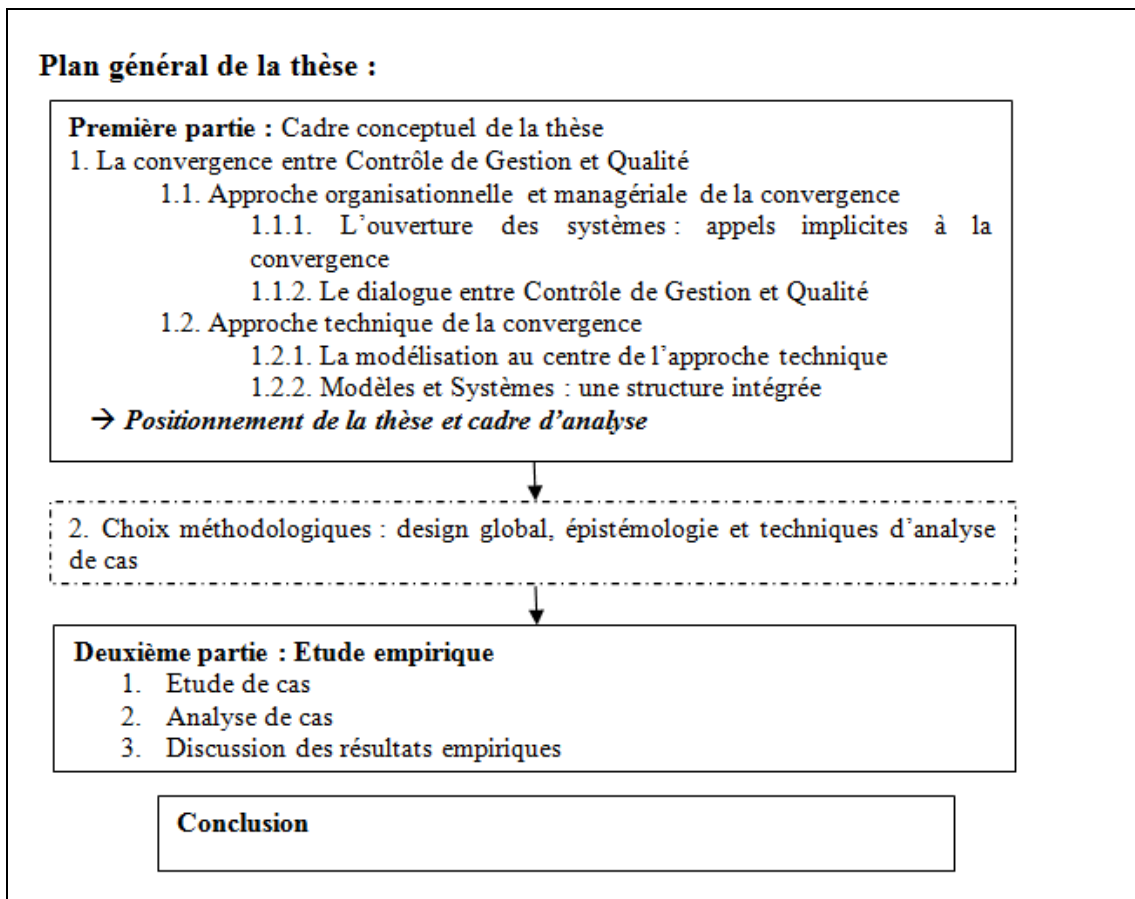 Plan général de la thèse :
Première partie : Cadre conceptuel de la thèse
1. La convergence entre Contrôle de Gestion et Qualité
1.1. Approche organisationnelle et managériale de la convergence
1.1.1. L’ouverture des systèmes : appels implicites à la
convergence
1.1.2. Le dialogue entre Contrôle de Gestion et Qualité
1.2. Approche technique de la convergence
1.2.1. La modélisation au centre de l’approche technique
1.2.2. Modèles et Systèmes : une structure intégrée
→ Positionnement de la thèse et cadre d’analyse
2. Choix méthodologiques : design global, épistémologie et techniques d’analyse
de cas
Deuxième partie : Etude empirique
1. Etude de cas
2. Analyse de cas
3. Discussion des résultats empiriques
Conclusion